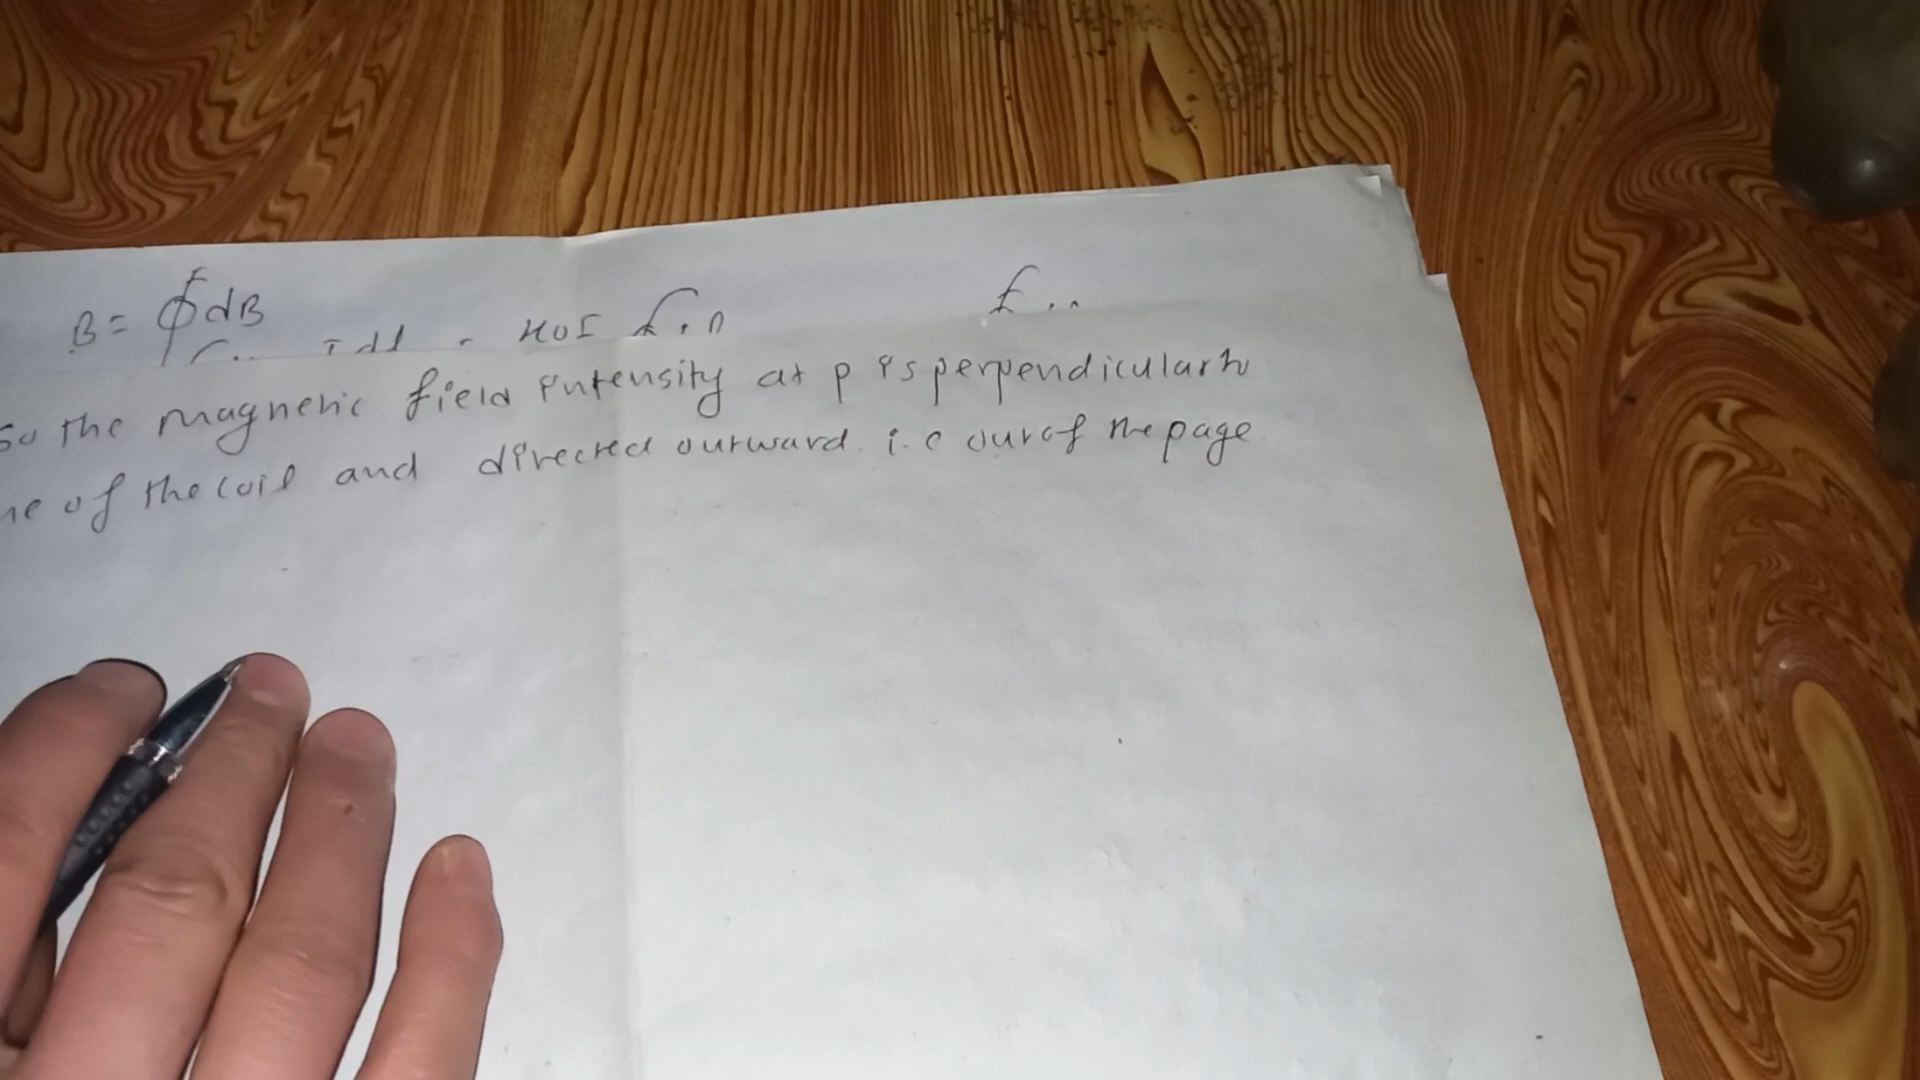 B = ∮dB
μ0I
So the magnetic field intensity at p is perpendicular to
of the coil and directed outward. i.e out of the page